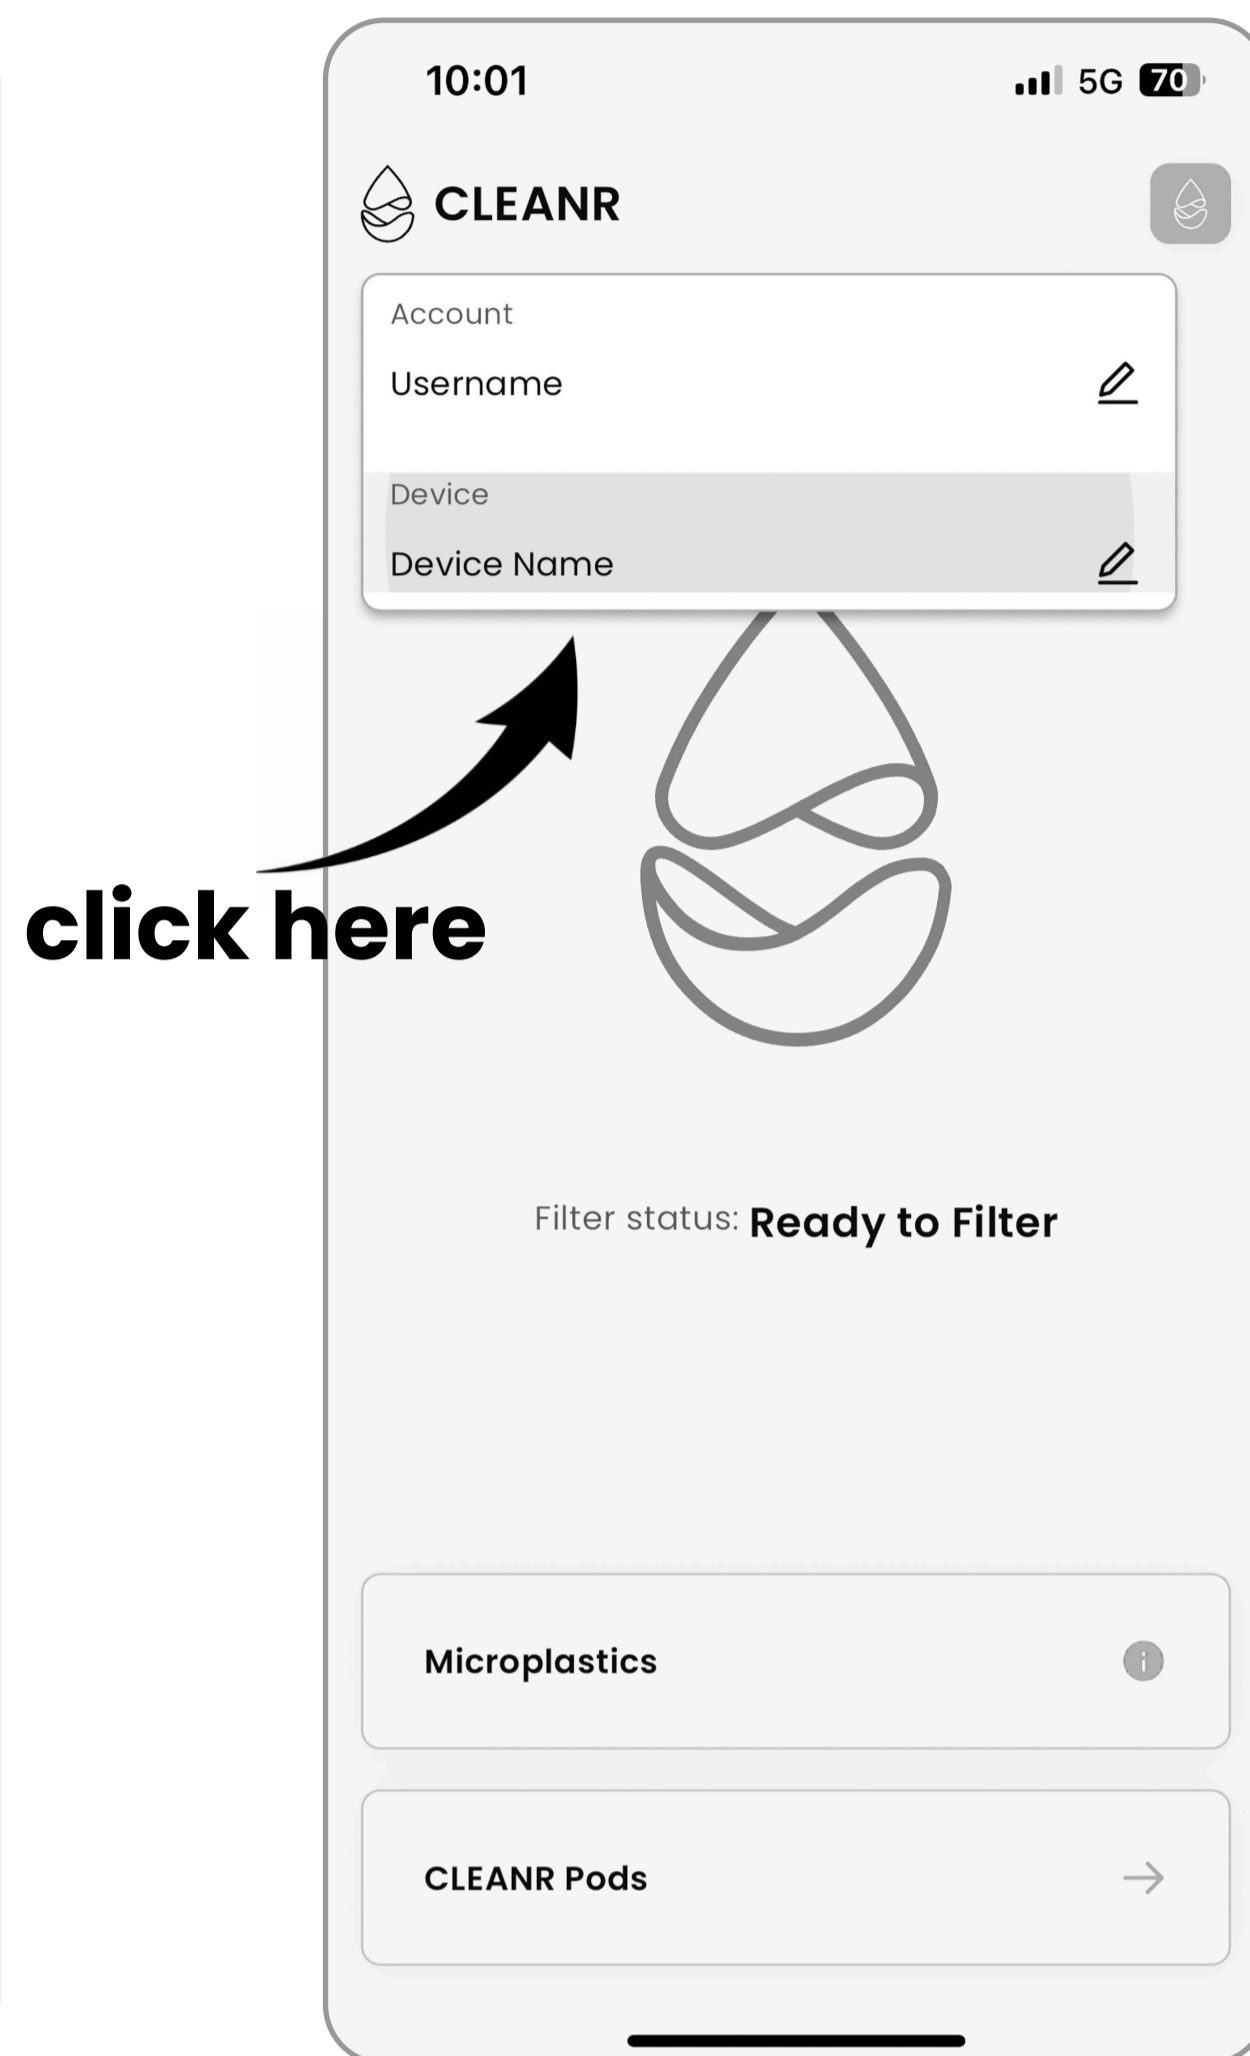 10:01
5G 70
CLEANR
Account
Username
Device
Device Name
click here
Filter status: Ready to Filter
Microplastics
i
CLEANR Pods